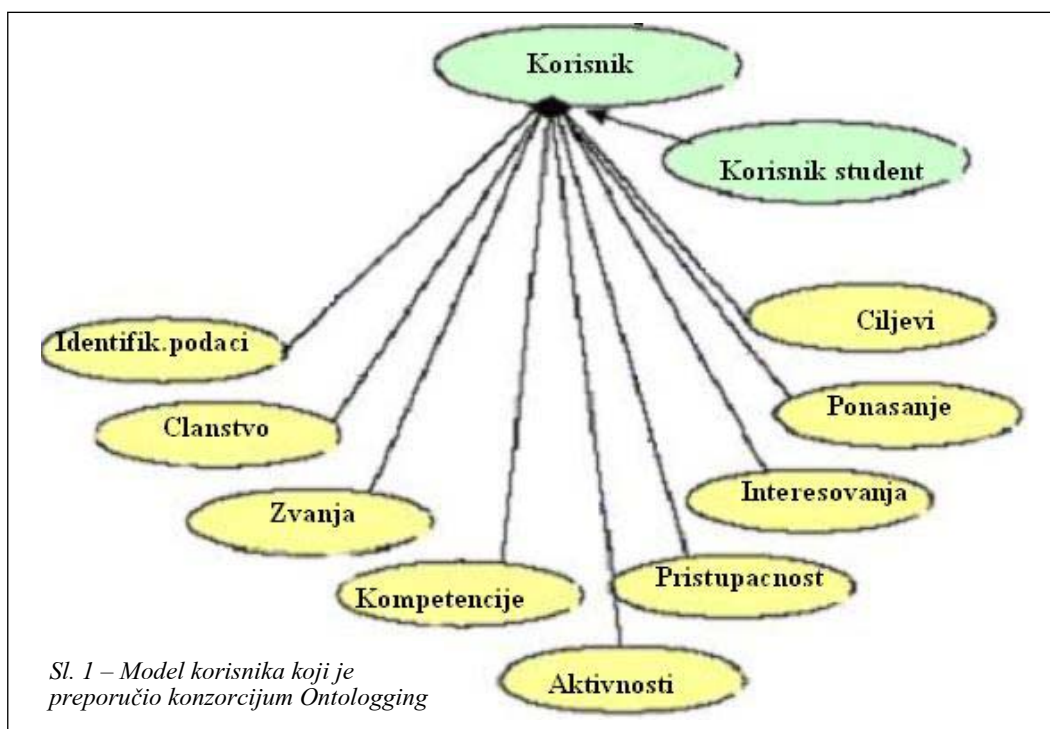 Korisnik
Korisnik student
Ciljevi
Identifik.podaci
Ponasanje
Clanstvo
Interesovanja
Zvanja
Pristupacnost
Kompetencije
Aktivnosti
Sl. 1 – Model korisnika koji je
preporučio konzorcijum Ontologging